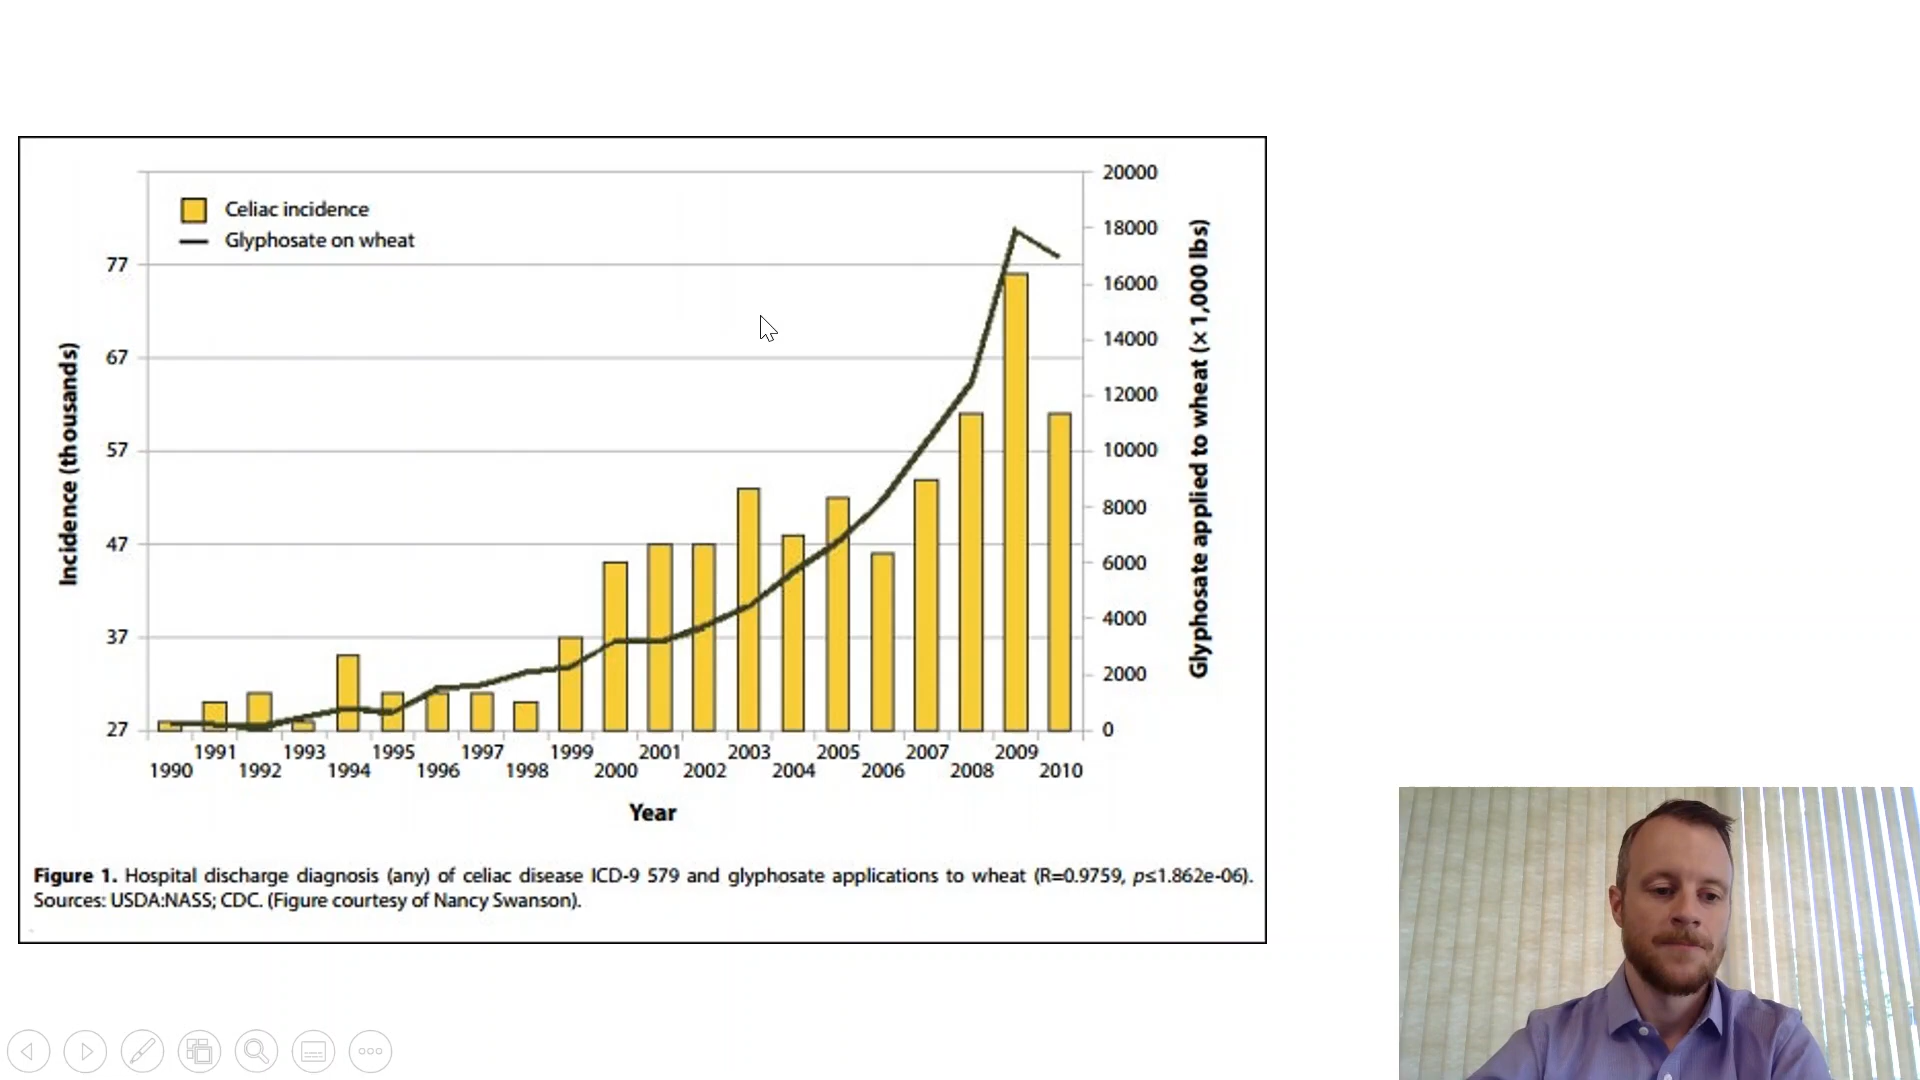 Celiac incidence
Glyphosate on wheat
77
67
57
47
37
27
Incidence (thousands)
20000
18000
16000
14000
12000
10000
8000
6000
4000
2000
0
Glyphosate applied to wheat (× 1,000 lbs)
1991 1993 1995 1997 1999 2001 2003 2005 2007 2009
1990 1992 1994 1996 1998 2000 2002 2004 2006 2008 2010
Year
Figure 1. Hospital discharge diagnosis (any) of celiac disease ICD-9 579 and glyphosate applications to wheat (R=0.9759, p≤1.862e-06).
Sources: USDA:NASS; CDC. (Figure courtesy of Nancy Swanson).